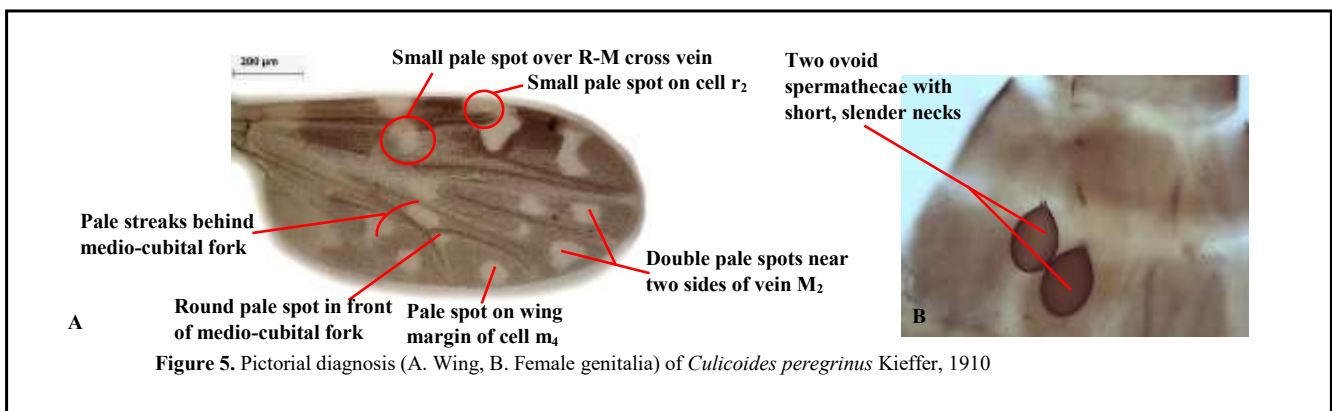 200 µm
Small pale spot over R-M cross vein
Small pale spot on cell r2
Two ovoid
spermathecae with
short, slender necks
Pale streaks behind
medio-cubital fork
Round pale spot in front
of medio-cubital fork
Pale spot on wing
margin of cell m4
Double pale spots near
two sides of vein M2
A
B
Figure 5. Pictorial diagnosis (A. Wing, B. Female genitalia) of Culicoides peregrinus Kieffer, 1910